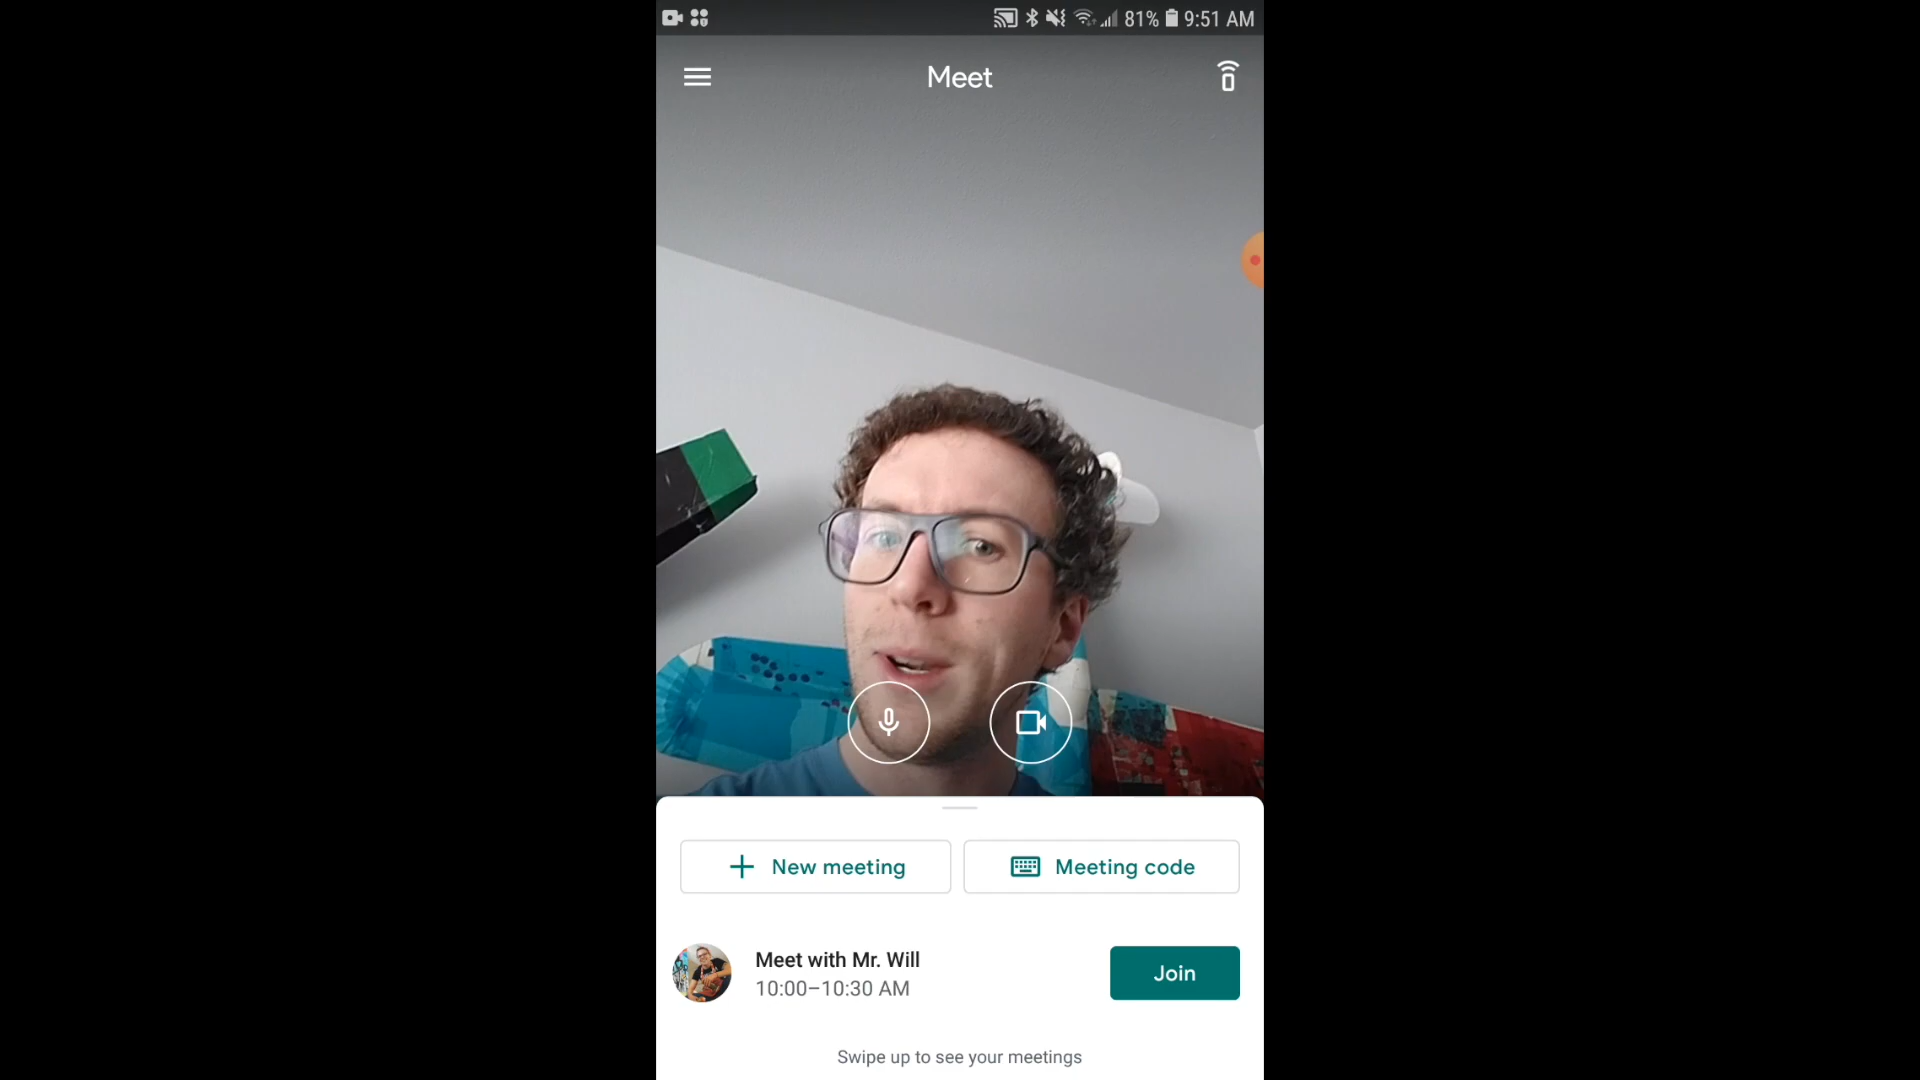 81% 9:51 AM
Meet
New meeting
Meeting code
Meet with Mr. Will
10:00–10:30 AM
Join
Swipe up to see your meetings